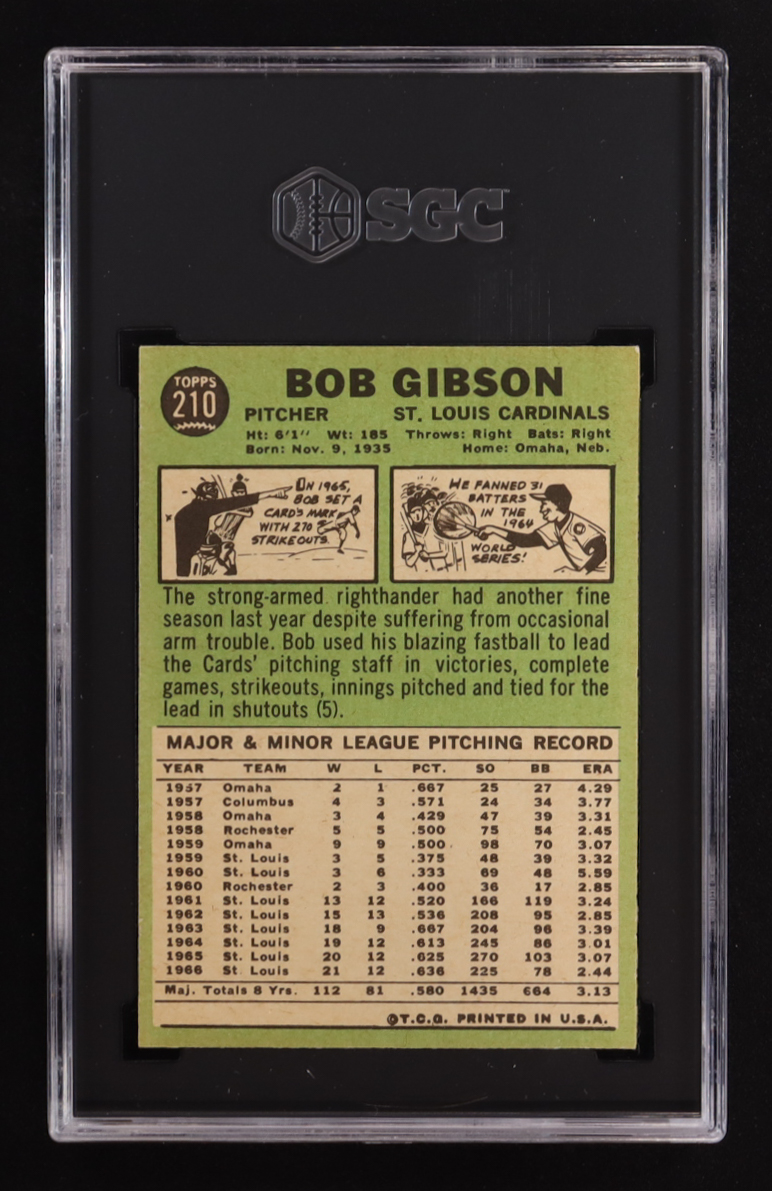 SGC
TOPPS
210
BOB GIBSON
PITCHER ST. LOUIS CARDINALS
Ht: 6'1" Wt: 185 Throws: Right Bats: Right
Born: Nov. 9, 1935 Home: Omaha, Neb.
ON 1965,
BOB SET A
CARDS MARK
WITH 270
STRIKEOUTS.
HE FANNED 31
BATTERS
IN THE
1964
WORLD
SERIES!
The strong-armed righthander had another fine
season last year despite suffering from occasional
arm trouble. Bob used his blazing fastball to lead
the Cards' pitching staff in victories, complete
games, strikeouts, innings pitched and tied for the
lead in shutouts (5).
MAJOR & MINOR LEAGUE PITCHING RECORD
YEAR TEAM W L PCT. SO BB ERA
1957 Omaha 2 1 .667 25 27 4.29
1957 Columbus 4 3 .571 24 34 3.77
1958 Omaha 3 4 .429 47 39 3.31
1958 Rochester 5 5 .500 75 54 2.45
1959 Omaha 9 9 .500 98 70 3.07
1959 St. Louis 3 5 .375 48 39 3.32
1960 St. Louis 3 6 .333 69 48 5.59
1960 Rochester 2 3 .400 36 17 2.85
1961 St. Louis 13 12 .520 166 119 3.24
1962 St. Louis 15 13 .536 208 95 2.85
1963 St. Louis 18 9 .667 204 96 3.39
1964 St. Louis 19 12 .613 245 86 3.01
1965 St. Louis 20 12 .625 270 103 3.07
1966 St. Louis 21 12 .636 225 78 2.44
Maj. Totals 8 Yrs. 112 81 .580 1435 664 3.13
©T.C.G. PRINTED IN U.S.A.